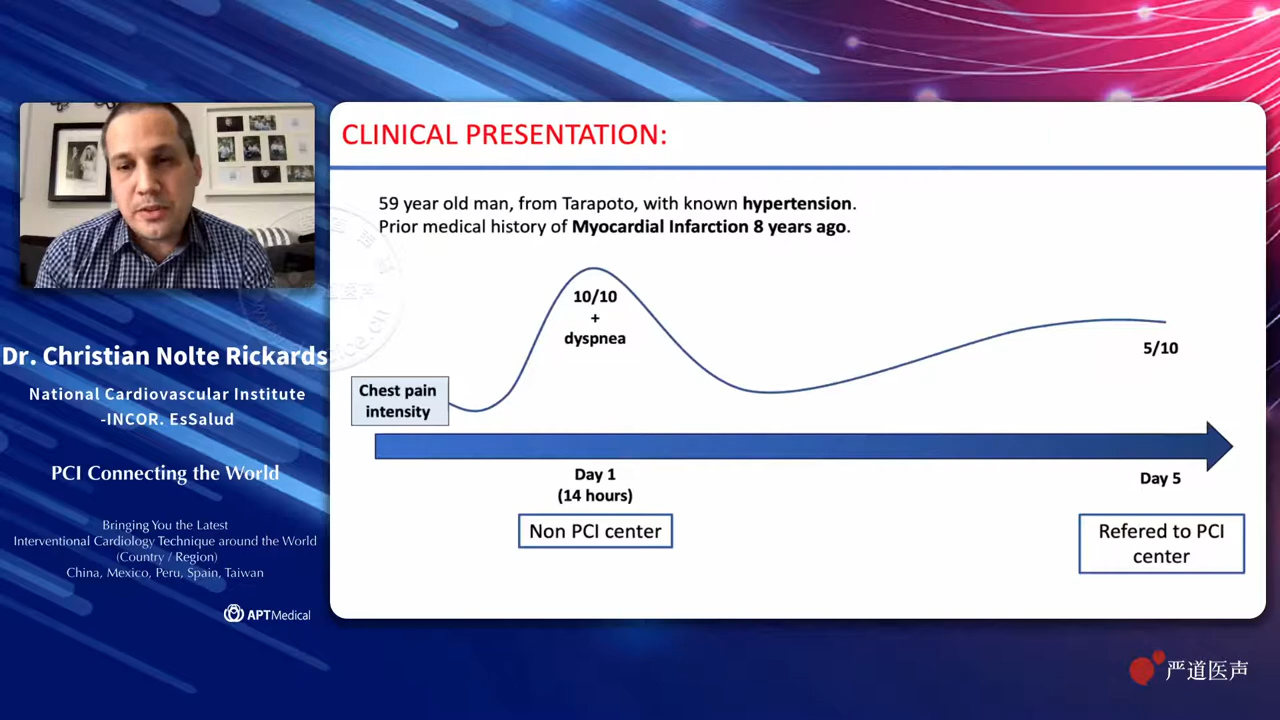 CLINICAL PRESENTATION:
59 year old man, from Tarapoto, with known hypertension.
Prior medical history of Myocardial Infarction 8 years ago.
10/10
+
dyspnea
5/10
Chest pain
intensity
Day 1
(14 hours)
Day 5
Non PCI center
Refered to PCI
center
Dr. Christian Nolte Rickards
National Cardiovascular Institute
-INCOR. EsSalud
PCI Connecting the World
Bringing You the Latest
Interventional Cardiology Technique around the World
(Country / Region)
China, Mexico, Peru, Spain, Taiwan
APTMedical
严道医声